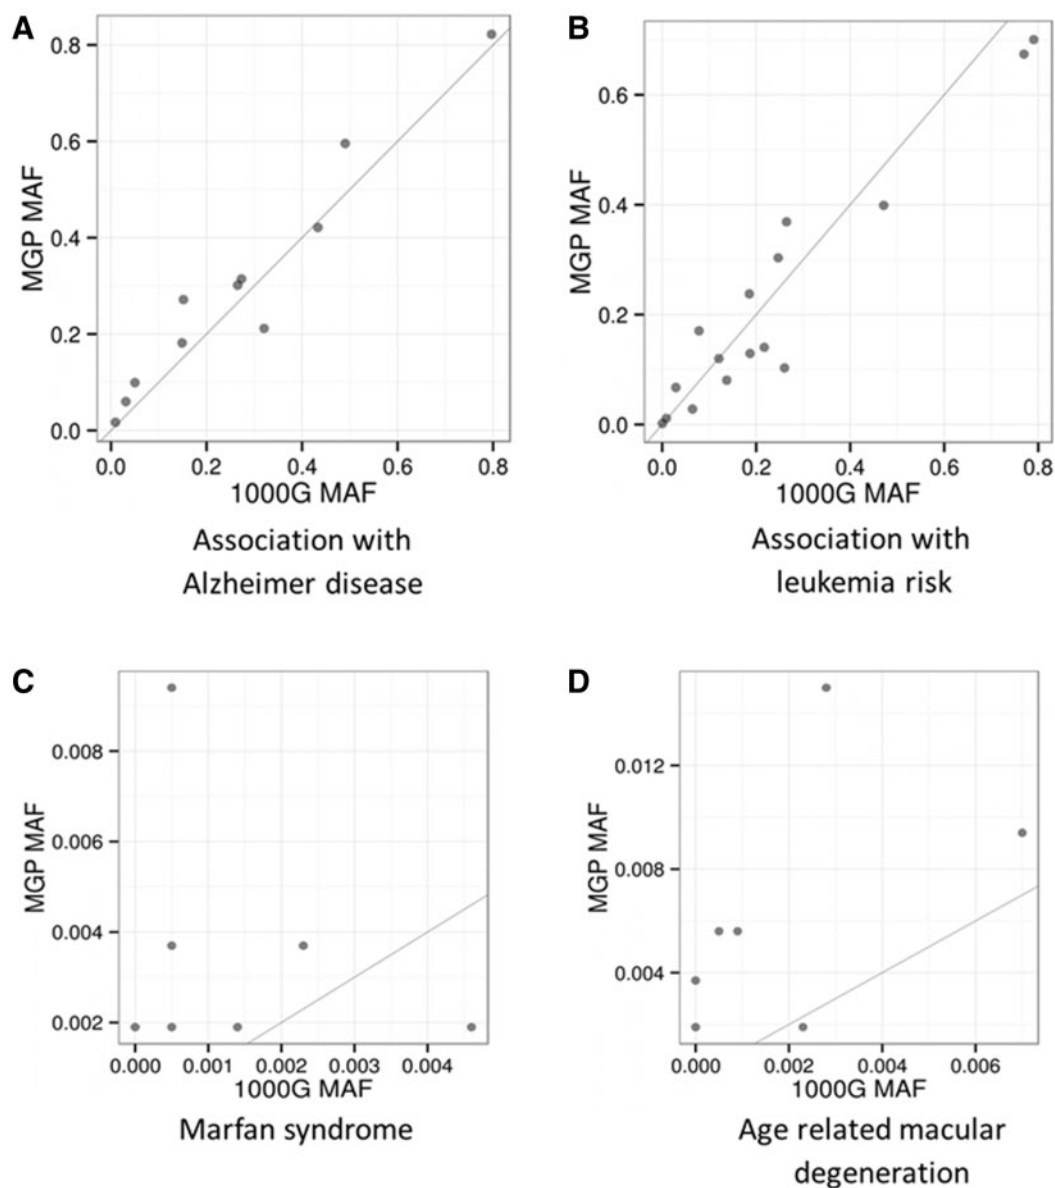 A
0.8
0.6
0.4
0.2
0.0
MGP MAF
0.0 0.2 0.4 0.6 0.8
1000G MAF
Association with
Alzheimer disease
B
0.6
0.4
0.2
0.0
MGP MAF
0.0 0.2 0.4 0.6 0.8
1000G MAF
Association with
leukemia risk
C
0.008
0.006
0.004
0.002
MGP MAF
0.000 0.001 0.002 0.003 0.004
1000G MAF
Marfan syndrome
D
0.012
0.008
0.004
MGP MAF
0.000 0.002 0.004 0.006
1000G MAF
Age related macular
degeneration